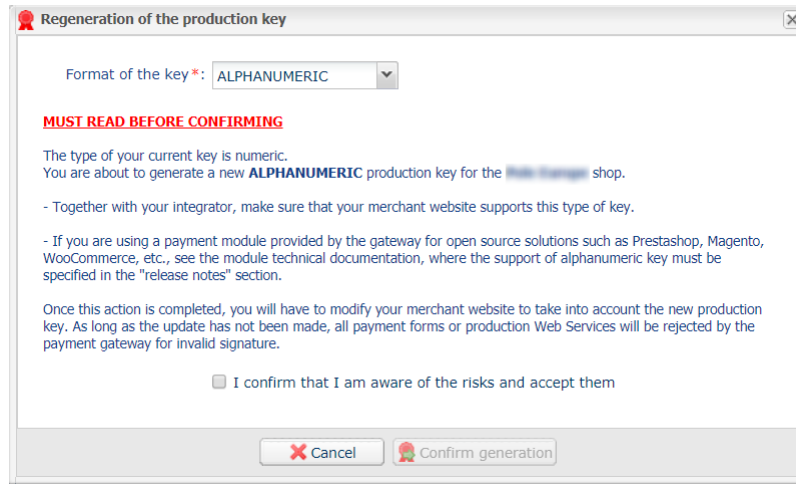 Regeneration of the production key
Format of the key*: ALPHANUMERIC
MUST READ BEFORE CONFIRMING
The type of your current key is numeric.
You are about to generate a new ALPHANUMERIC production key for the shop.
- Together with your integrator, make sure that your merchant website supports this type of key.
- If you are using a payment module provided by the gateway for open source solutions such as Prestashop, Magento,
WooCommerce, etc., see the module technical documentation, where the support of alphanumeric key must be
specified in the "release notes" section.
Once this action is completed, you will have to modify your merchant website to take into account the new production
key. As long as the update has not been made, all payment forms or production Web Services will be rejected by the
payment gateway for invalid signature.
I confirm that I am aware of the risks and accept them
Cancel Confirm generation